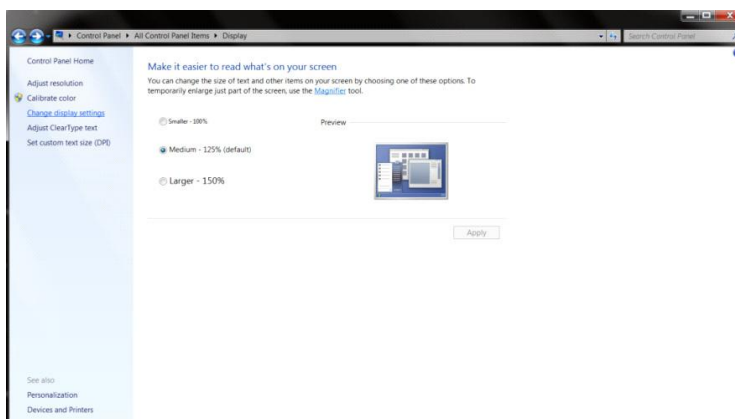 Control Panel ▸ All Control Panel Items ▸ Display
Search Control Panel
Control Panel Home
Adjust resolution
Calibrate color
Change display settings
Adjust ClearType text
Set custom text size (DPI)
Make it easier to read what's on your screen
You can change the size of text and other items on your screen by choosing one of these options. To
temporarily enlarge just part of the screen, use the Magnifier tool.
Smaller - 100%
Preview
Medium - 125% (default)
Larger - 150%
Apply
See also
Personalization
Devices and Printers